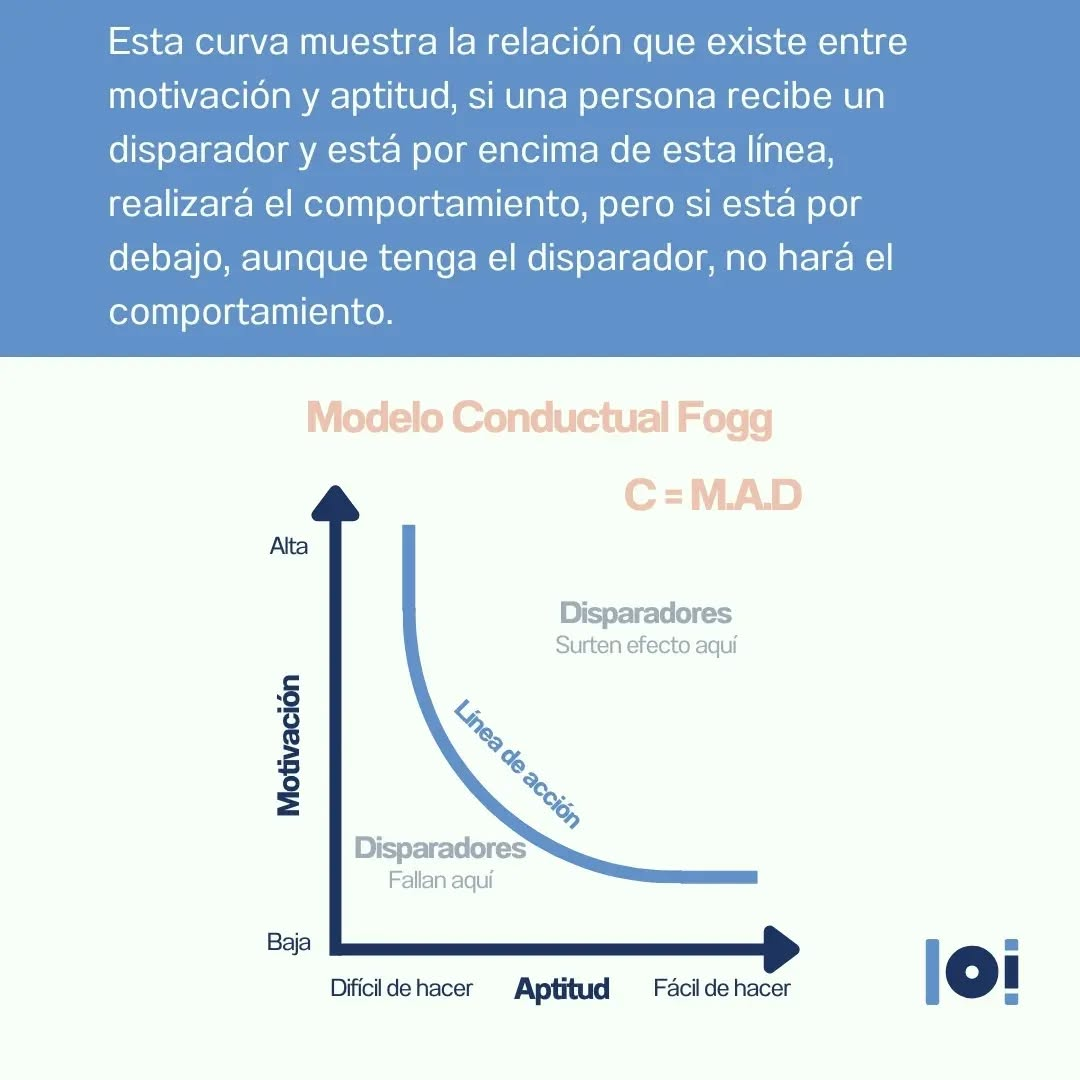 Esta curva muestra la relación que existe entre
motivación y aptitud, si una persona recibe un
disparador y está por encima de esta línea,
realizará el comportamiento, pero si está por
debajo, aunque tenga el disparador, no hará el
comportamiento.
Modelo Conductual Fogg
C = M.A.D
Alta
Disparadores
Surten efecto aquí
Motivación
Línea de acción
Disparadores
Fallan aquí
Baja
Difícil de hacer
Aptitud
Fácil de hacer
loi